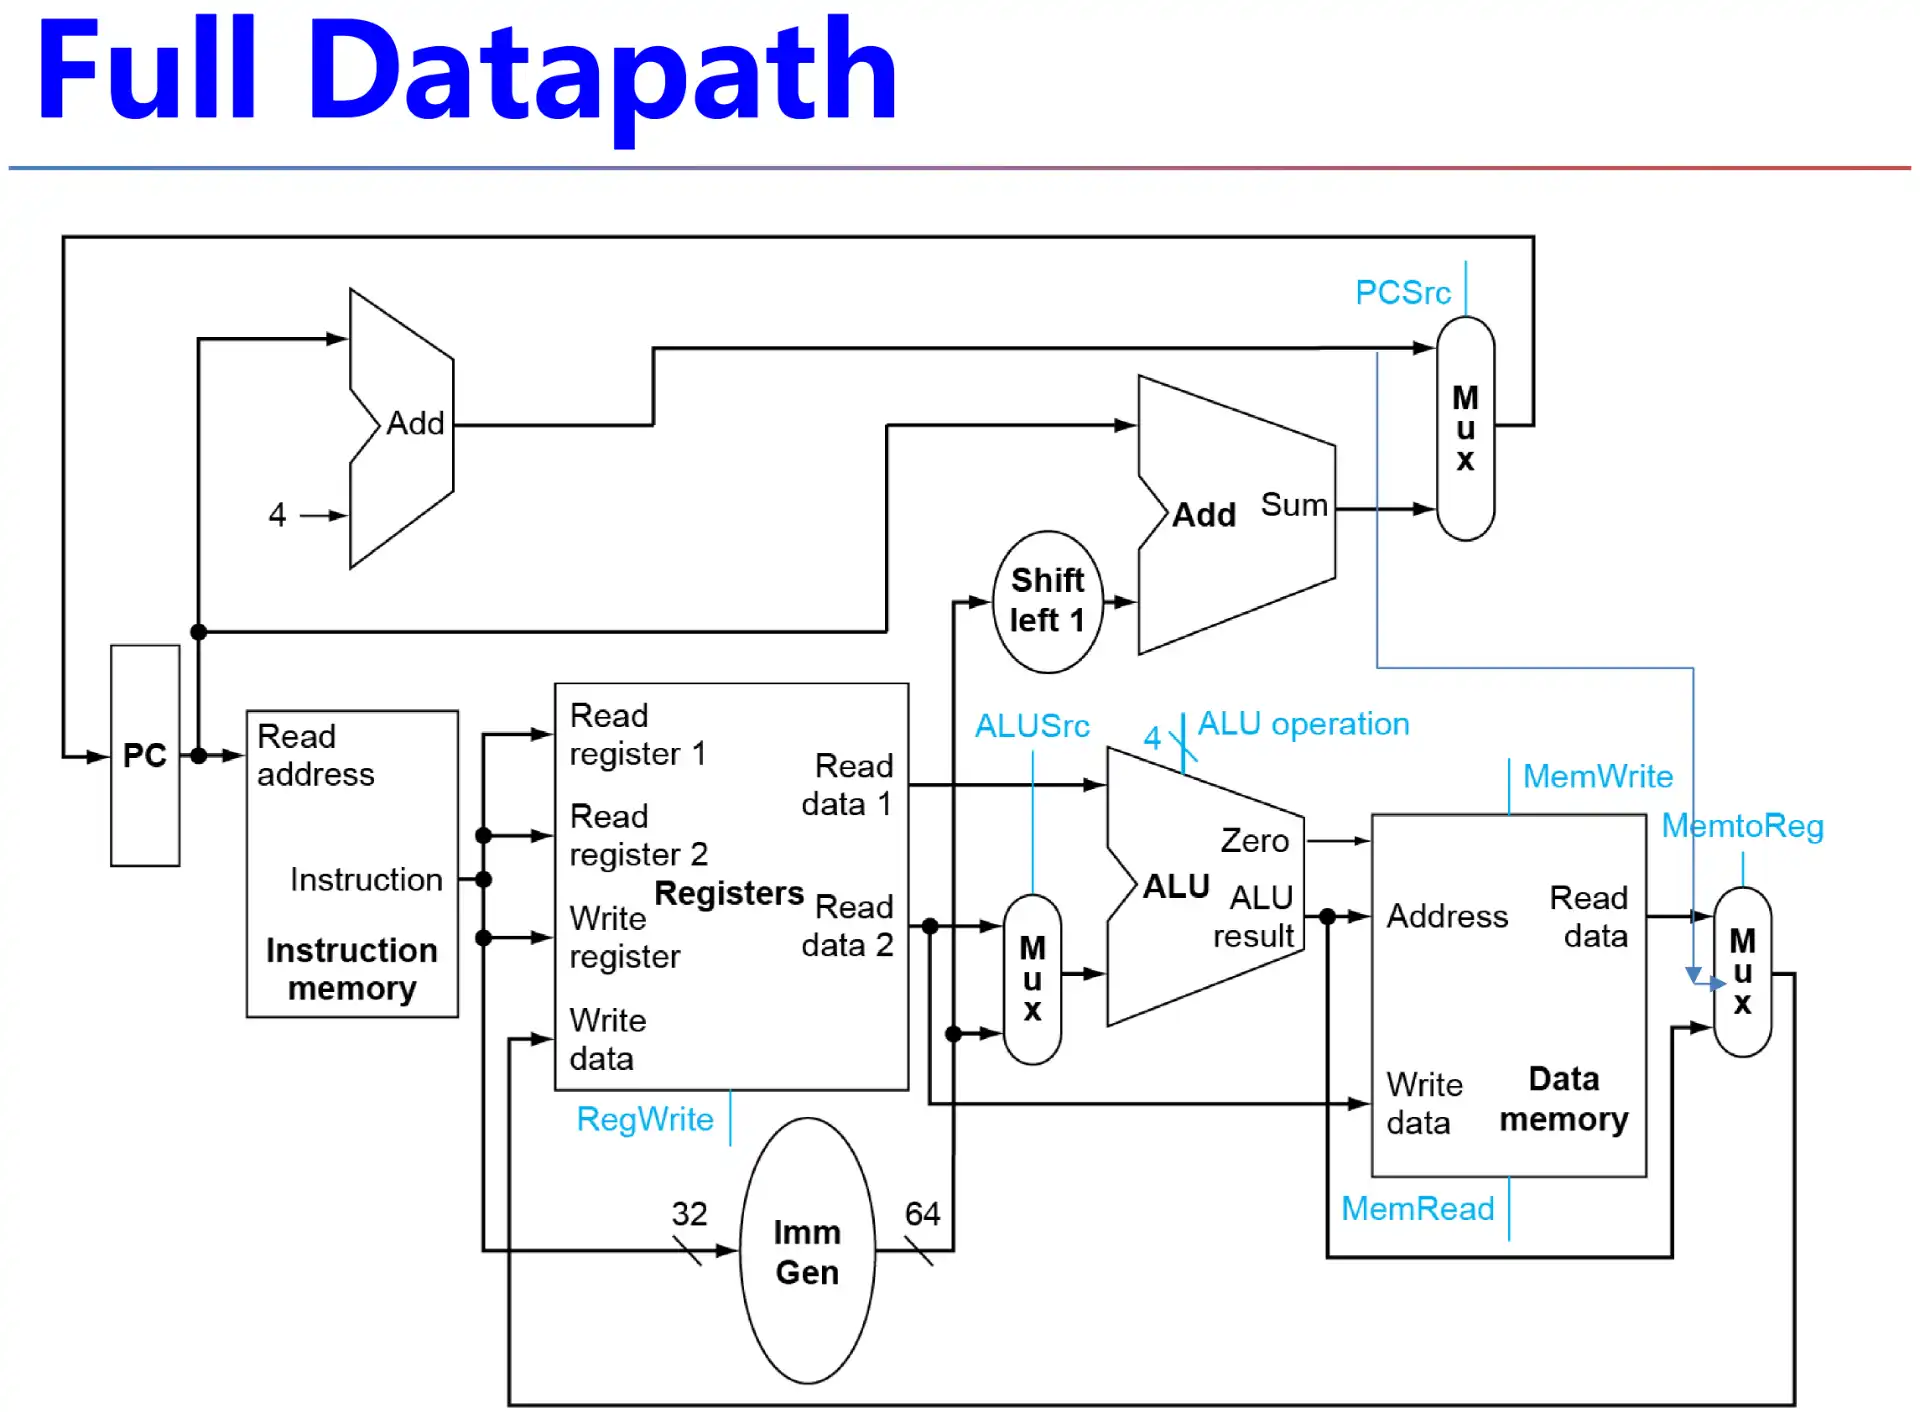 Full Datapath
PCSrc
M
u
x
Add
4
Add
Sum
Shift
left 1
PC
Read
address
Instruction
Instruction
memory
Read
register 1
Read
register 2
Write
register
Write
data
Registers
Read
data 1
Read
data 2
RegWrite
ALUSrc
M
u
x
4
ALU operation
Zero
ALU
ALU
result
MemWrite
MemtoReg
Address
Read
data
Write
data
Data
memory
MemRead
M
u
x
32
Imm
Gen
64